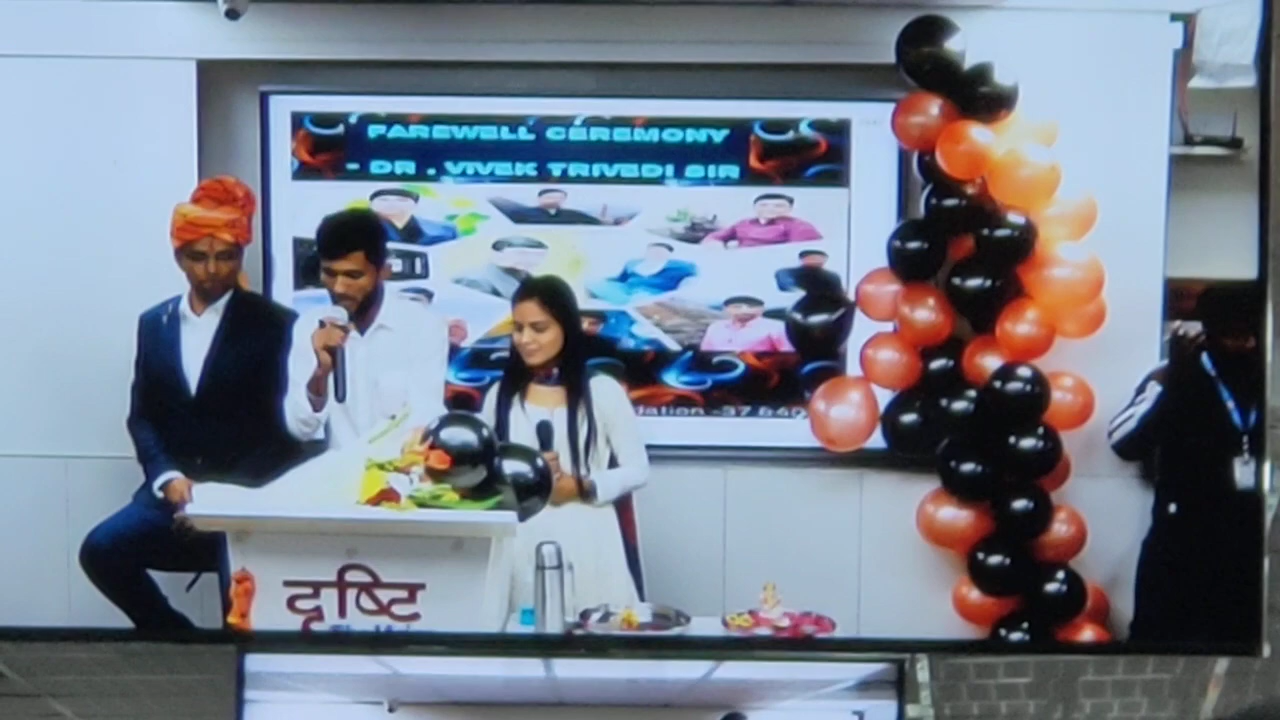 FAREWELL CEREMONY
- DR . VIVEK TRIVEDI SIR
दृष्टि